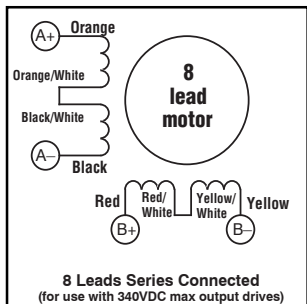 A+
Orange
Orange/White
Black/White
A–
Black
8
lead
motor
Red
Red/
White
Yellow/
White
Yellow
B+
B–
8 Leads Series Connected
(for use with 340VDC max output drives)